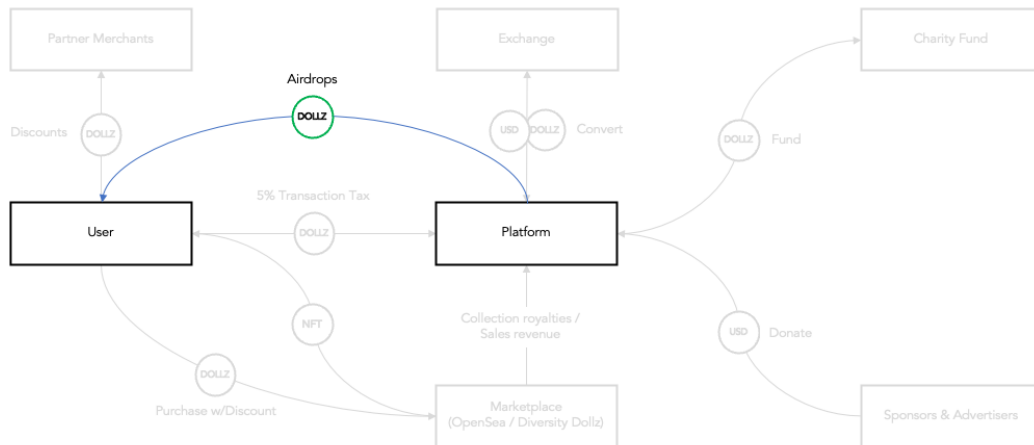 Partner Merchants
Exchange
Charity Fund
Airdrops
DOLLZ
Discounts
DOLLZ
USD
DOLLZ
Convert
DOLLZ
Fund
5% Transaction Tax
User
DOLLZ
Platform
NFT
Collection royalties /
Sales revenue
USD
Donate
DOLLZ
Purchase w/Discount
Marketplace
(OpenSea / Diversity Dollz)
Sponsors & Advertisers